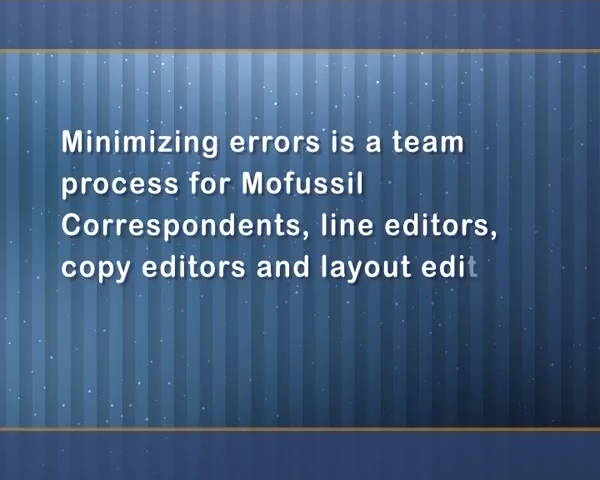 Minimizing errors is a team
process for Mofussil
Correspondents, line editors,
copy editors and layout edit